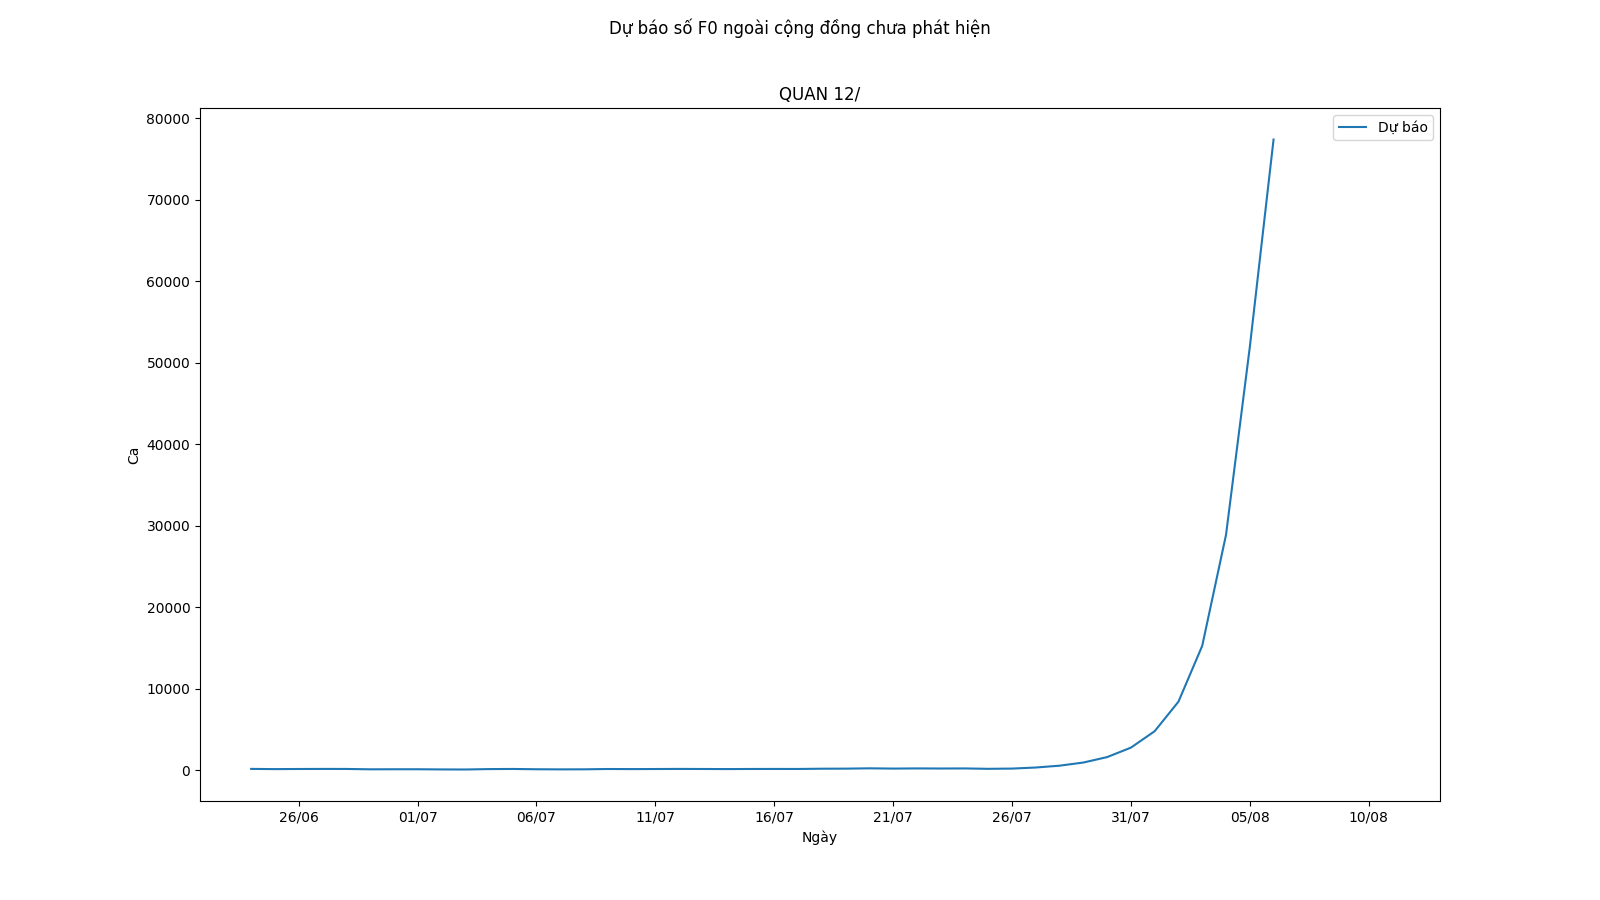 Dự báo số F0 ngoài cộng đồng chưa phát hiện
QUAN 12/
Dự báo
80000
70000
60000
50000
40000
30000
20000
10000
0
Ca
26/06 01/07 06/07 11/07 16/07 21/07 26/07 31/07 05/08 10/08
Ngày